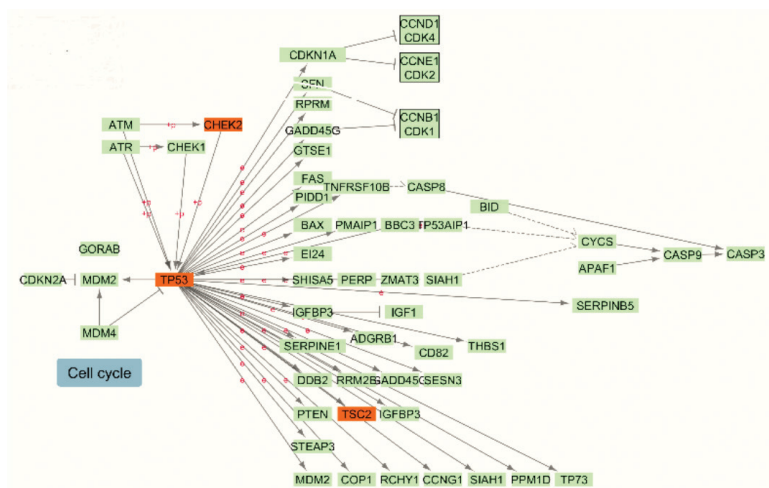 CCND1
CDK4
CDKN1A
CCNE1
CDK2
SFN
RPRM
CCNB1
CDK1
ATM +p CHEK2
GADD45G
ATR +p CHEK1
GTSE1
FAS
TNFRSF10B CASP8
PIDD1
BID
BAX PMAIP1 BBC3 TP53AIP1
CYCS
GORAB
EI24
CASP9 CASP3
APAF1
CDKN2A MDM2 TP53 SHISA5 PERP ZMAT3 SIAH1
SERPINB5
IGFBP3 IGF1
MDM4
ADGRB1
SERPINE1 THBS1
CD82
Cell cycle
DDB2 RRM2B GADD45G SESN3
PTEN TSC2 IGFBP3
STEAP3
MDM2 COP1 RCHY1 CCNG1 SIAH1 PPM1D TP73